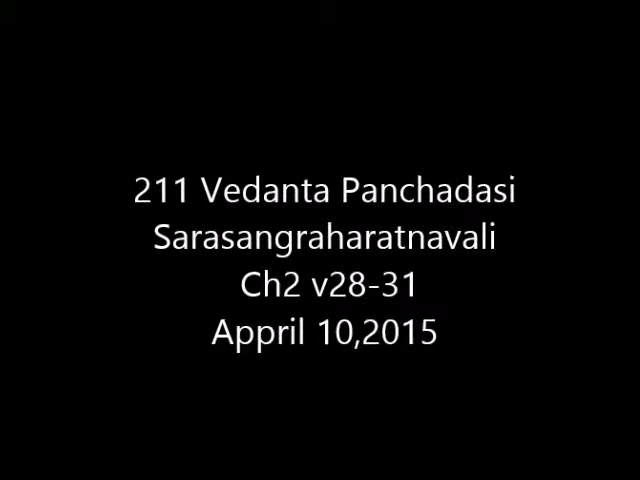 211 Vedanta Panchadasi
Sarasangraharatnavali
Ch2 v28-31
Appril 10,2015